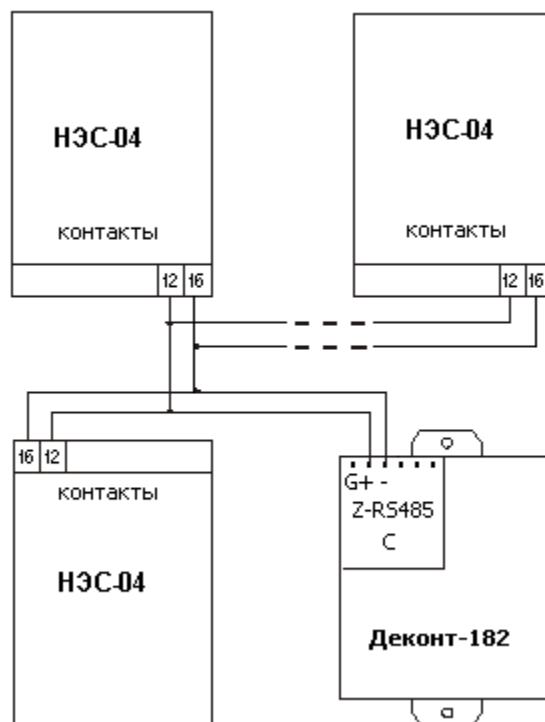 НЭС-04
контакты
12 16
НЭС-04
контакты
12 16
16 12
контакты
НЭС-04
G+ -
Z-RS485
C
Деконт-182